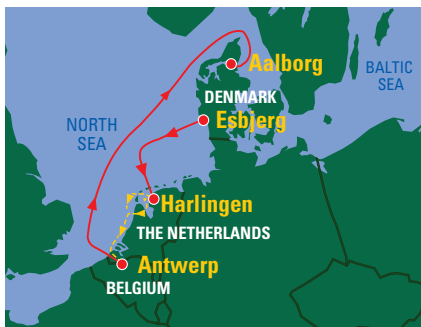 Aalborg
BALTIC
SEA
DENMARK
Esbjerg
NORTH
SEA
Harlingen
THE NETHERLANDS
Antwerp
BELGIUM